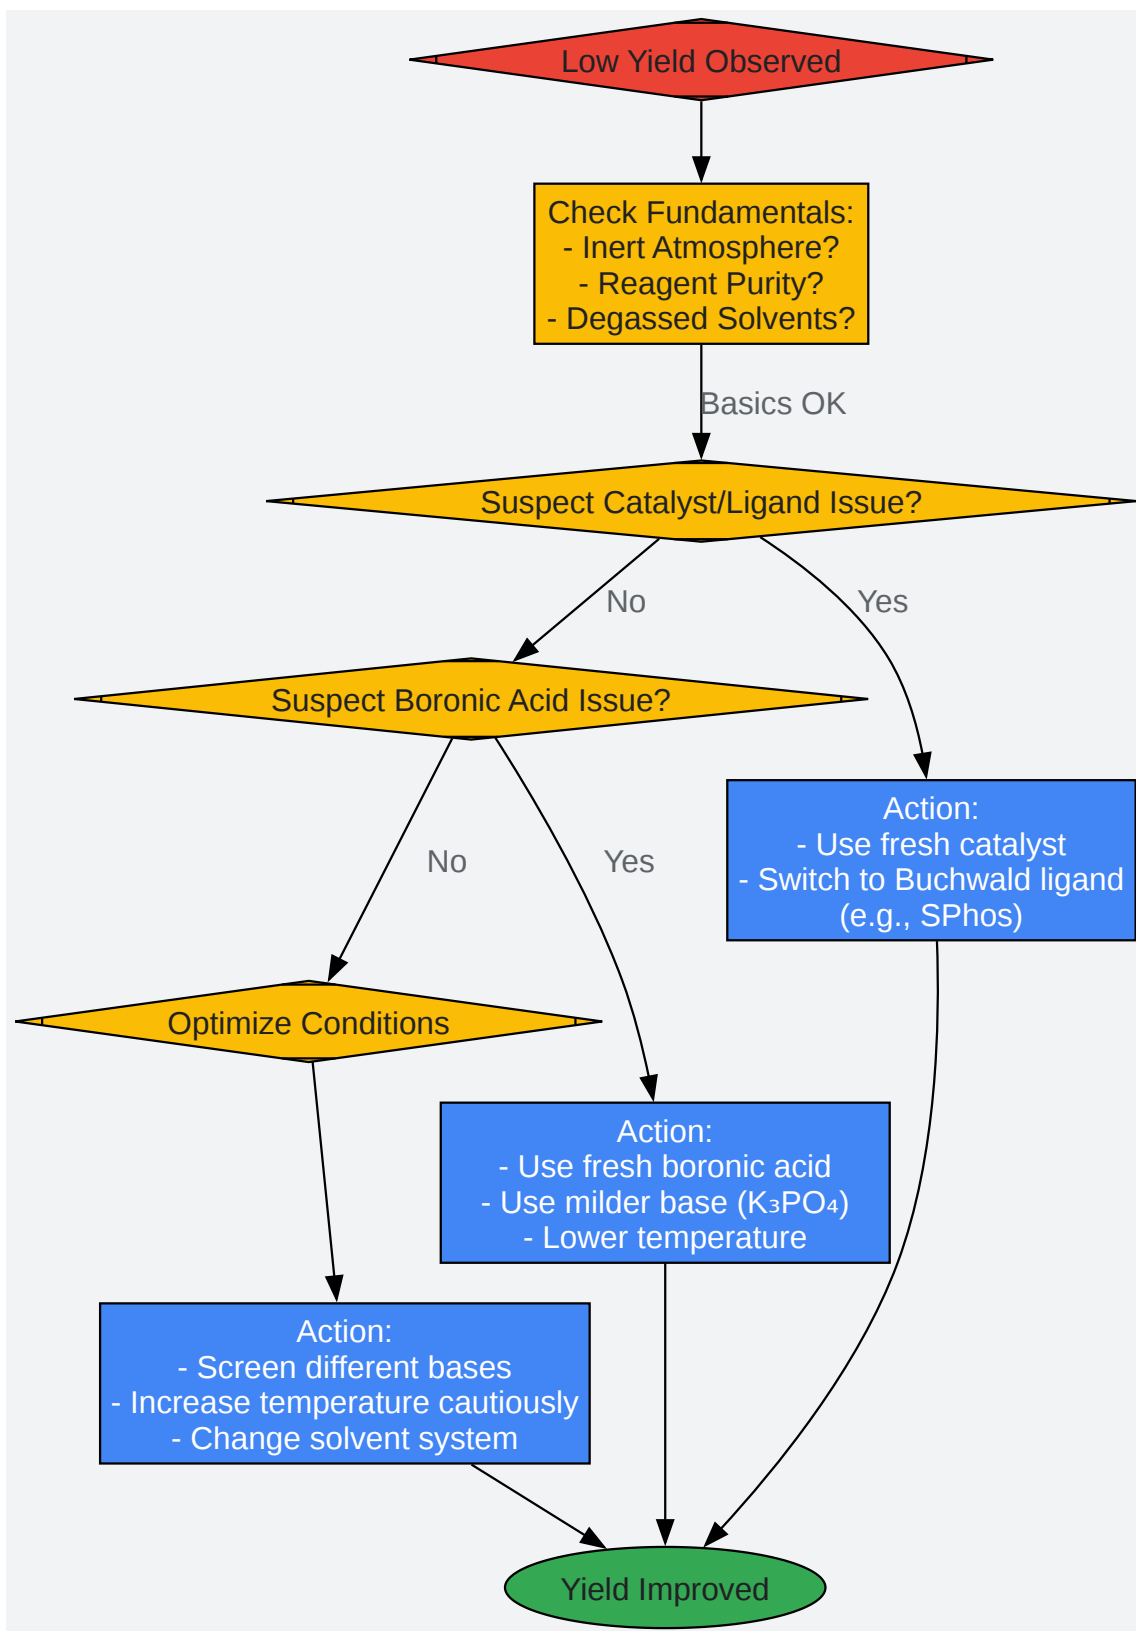 Low Yield Observed
Check Fundamentals:
- Inert Atmosphere?
- Reagent Purity?
- Degassed Solvents?
Basics OK
Suspect Catalyst/Ligand Issue?
No
Yes
Suspect Boronic Acid Issue?
Action:
- Use fresh catalyst
- Switch to Buchwald ligand
(e.g., SPhos)
No
Yes
Optimize Conditions
Action:
- Use fresh boronic acid
- Use milder base (K₃PO₄)
- Lower temperature
Action:
- Screen different bases
- Increase temperature cautiously
- Change solvent system
Yield Improved